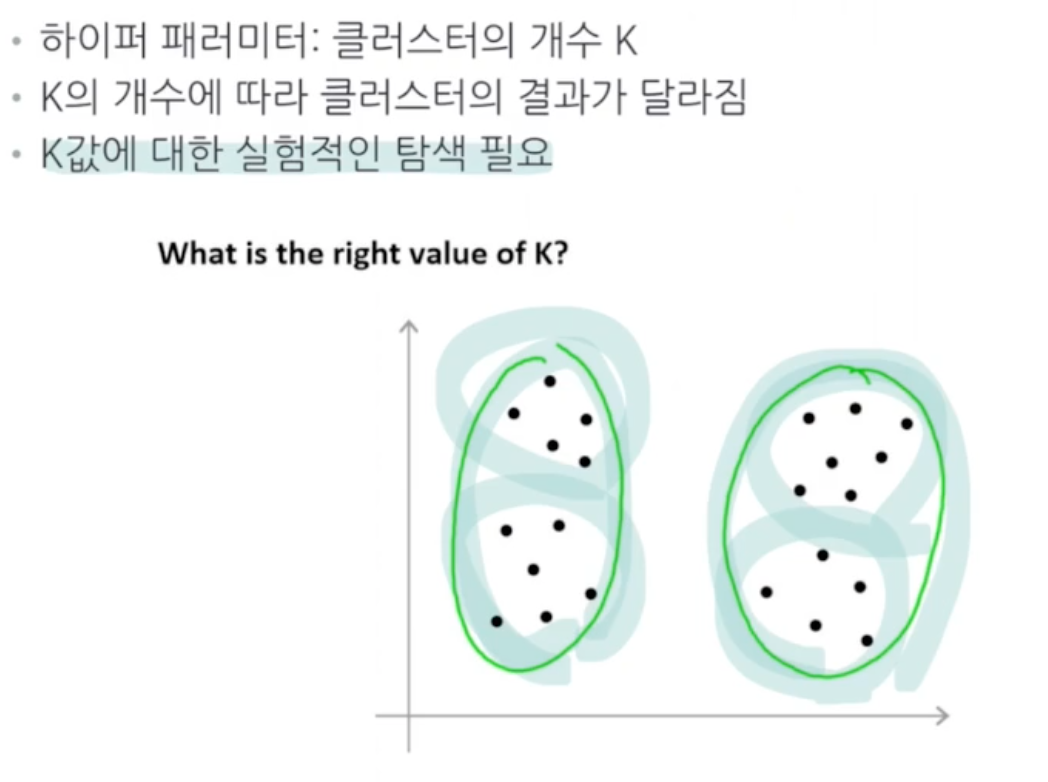 • 하이퍼 패러미터: 클러스터의 개수 K
• K의 개수에 따라 클러스터의 결과가 달라짐
• K값에 대한 실험적인 탐색 필요
What is the right value of K?